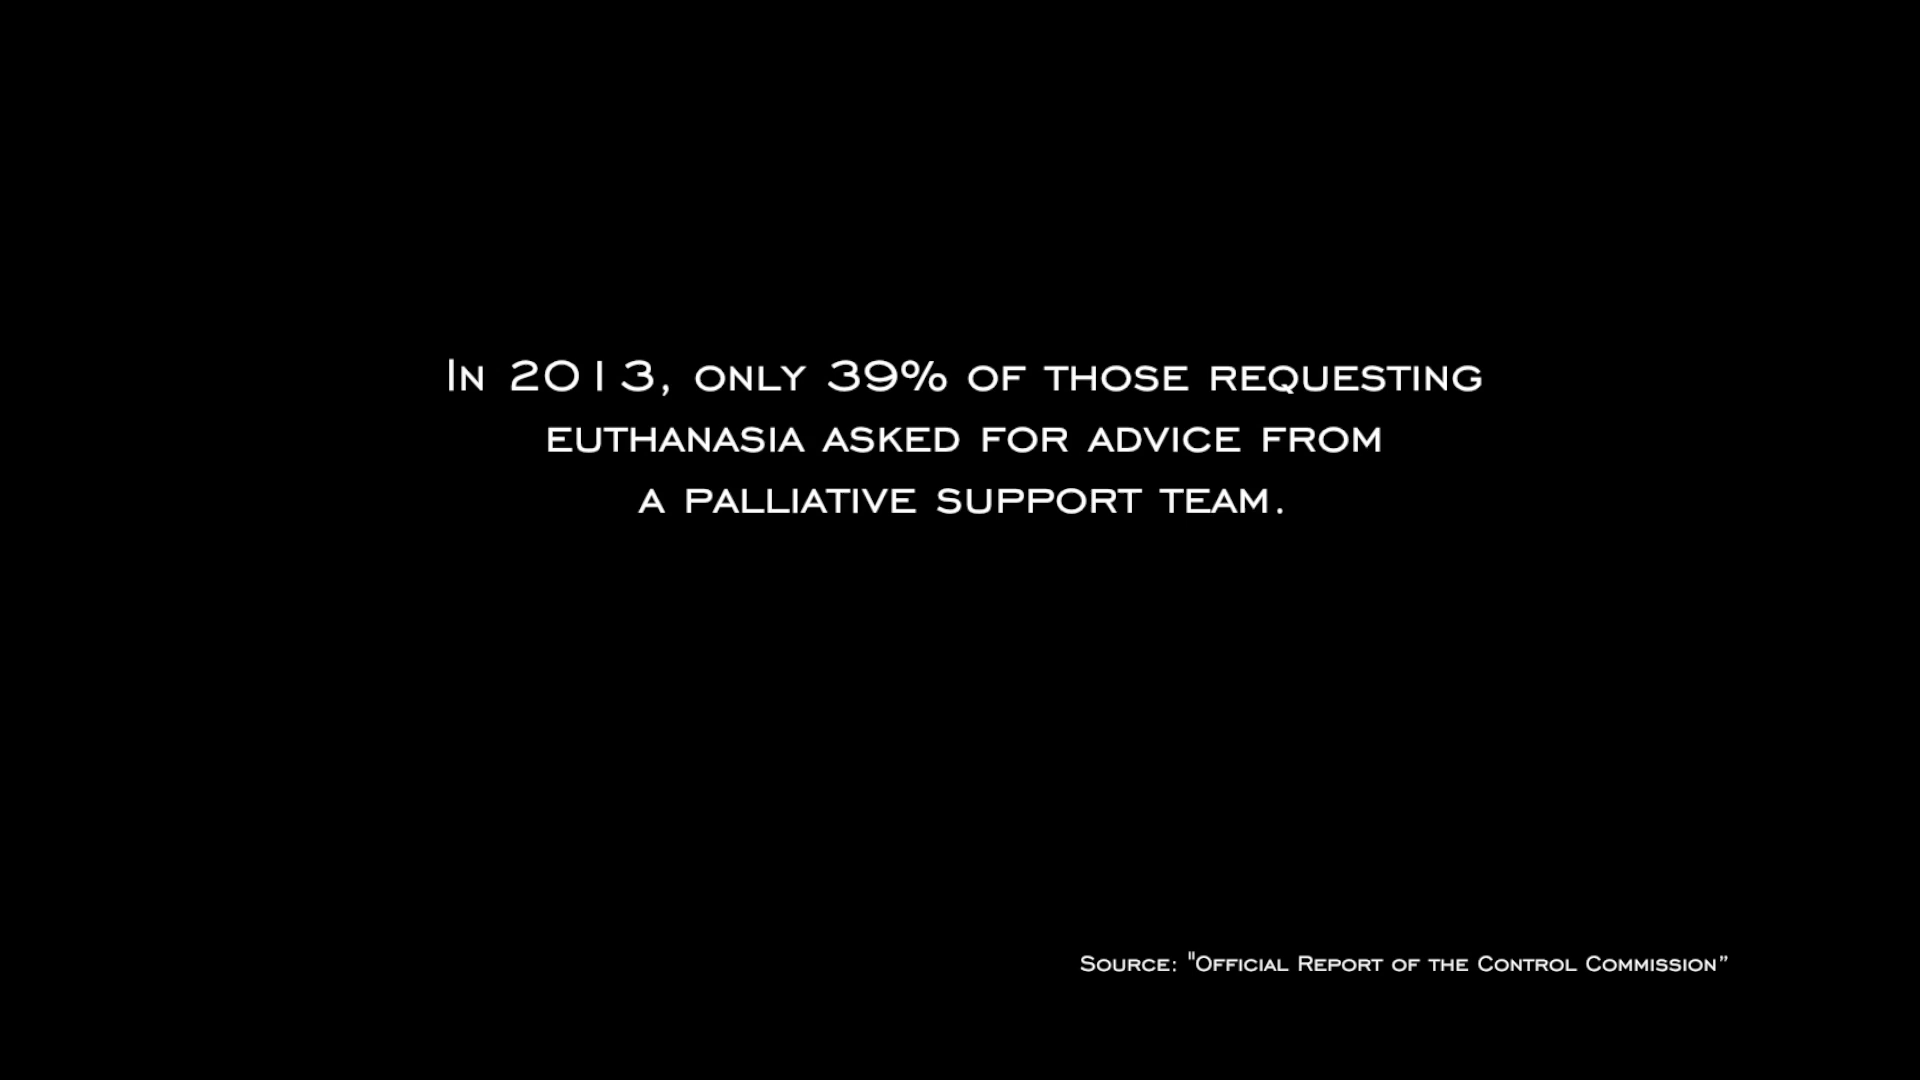 In 2013, only 39% of those requesting
euthanasia asked for advice from
a palliative support team.
Source: "Official Report of the Control Commission”